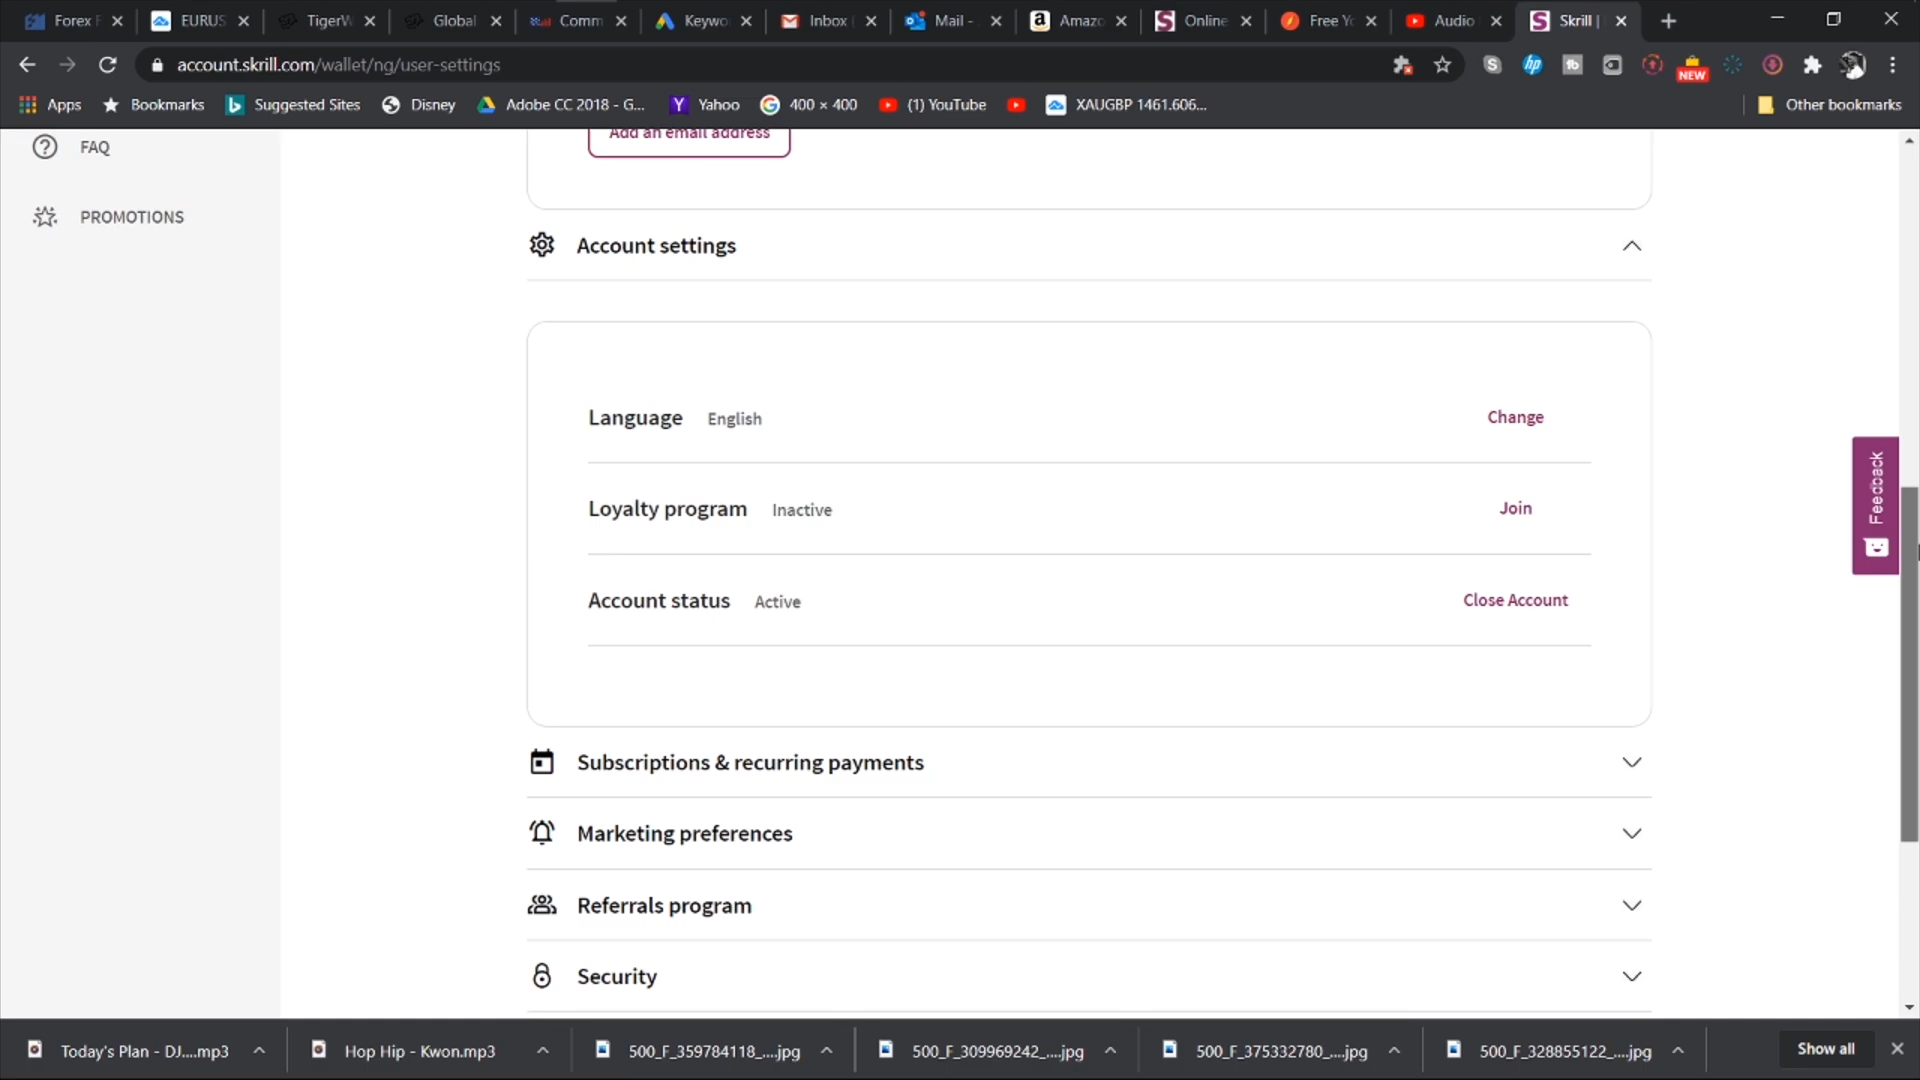 Forex F
EURUS
TigerW
Global
Comm
Keywo
Inbox
Mail -
Amazo
Online
Free Yo
Audio
Skrill |
account.skrill.com/wallet/ng/user-settings
NEW
Apps
Bookmarks
Suggested Sites
Disney
Adobe CC 2018 - G...
Yahoo
400 × 400
(1) YouTube
XAUGBP 1461.606...
Other bookmarks
FAQ
PROMOTIONS
Add an email address
Account settings
Language English Change
Loyalty program Inactive Join
Account status Active Close Account
Subscriptions & recurring payments
Marketing preferences
Referrals program
Security
Feedback
Today's Plan - DJ....mp3
Hop Hip - Kwon.mp3
500_F_359784118_....jpg
500_F_309969242_....jpg
500_F_375332780_....jpg
500_F_328855122_....jpg
Show all